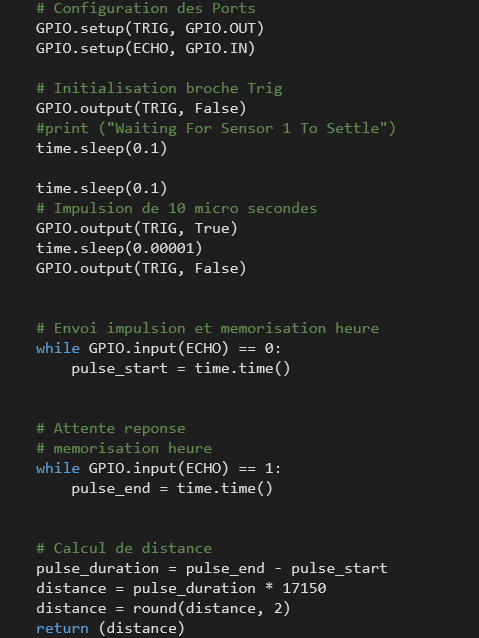 # Configuration des Ports
GPIO.setup(TRIG, GPIO.OUT)
GPIO.setup(ECHO, GPIO.IN)

# Initialisation broche Trig
GPIO.output(TRIG, False)
#print ("Waiting For Sensor 1 To Settle")
time.sleep(0.1)

time.sleep(0.1)
# Impulsion de 10 micro secondes
GPIO.output(TRIG, True)
time.sleep(0.00001)
GPIO.output(TRIG, False)


# Envoi impulsion et memorisation heure
while GPIO.input(ECHO) == 0:
    pulse_start = time.time()


# Attente reponse
# memorisation heure
while GPIO.input(ECHO) == 1:
    pulse_end = time.time()


# Calcul de distance
pulse_duration = pulse_end - pulse_start
distance = pulse_duration * 17150
distance = round(distance, 2)
return (distance)